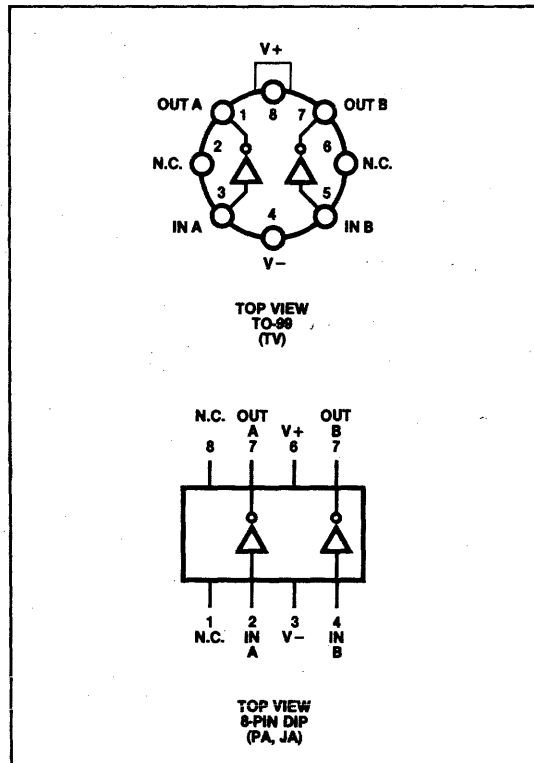 V+
OUT A 1 8 7 OUT B
N.C. 2 6 N.C.
3 4 5
IN A IN B
V−
TOP VIEW
TO-99
(TV)
N.C. OUT OUT
A V+ B
8 7 6 7
1 2 3 4
N.C. IN V− IN
A B
TOP VIEW
8-PIN DIP
(PA, JA)